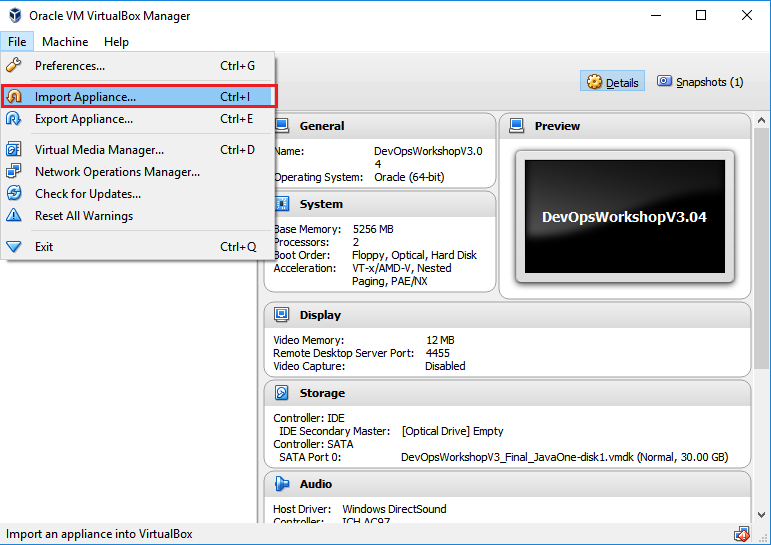 Oracle VM VirtualBox Manager
File Machine Help
Preferences... Ctrl+G
Import Appliance... Ctrl+I
Export Appliance... Ctrl+E
Virtual Media Manager... Ctrl+D
Network Operations Manager...
Check for Updates...
Reset All Warnings
Exit Ctrl+Q
Details Snapshots (1)
General
Name: DevOpsWorkshopV3.0
4
Operating System: Oracle (64-bit)
System
Base Memory: 5256 MB
Processors: 2
Boot Order: Floppy, Optical, Hard Disk
Acceleration: VT-x/AMD-V, Nested
Paging, PAE/NX
Preview
DevOpsWorkshopV3.04
Display
Video Memory: 12 MB
Remote Desktop Server Port: 4455
Video Capture: Disabled
Storage
Controller: IDE
IDE Secondary Master: [Optical Drive] Empty
Controller: SATA
SATA Port 0: DevOpsWorkshopV3_Final_JavaOne-disk1.vmdk (Normal, 30.00 GB)
Audio
Host Driver: Windows DirectSound
Controller: ICH AC97
Import an appliance into VirtualBox